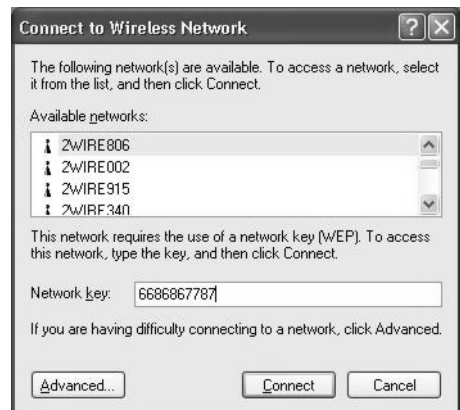 Connect to Wireless Network
The following network(s) are available. To access a network, select
it from the list, and then click Connect.
Available networks:
2WIRE806
2WIRE002
2WIRE915
2WIRE340
This network requires the use of a network key (WEP). To access
this network, type the key, and then click Connect.
Network key: 6686867787
If you are having difficulty connecting to a network, click Advanced.
Advanced... Connect Cancel